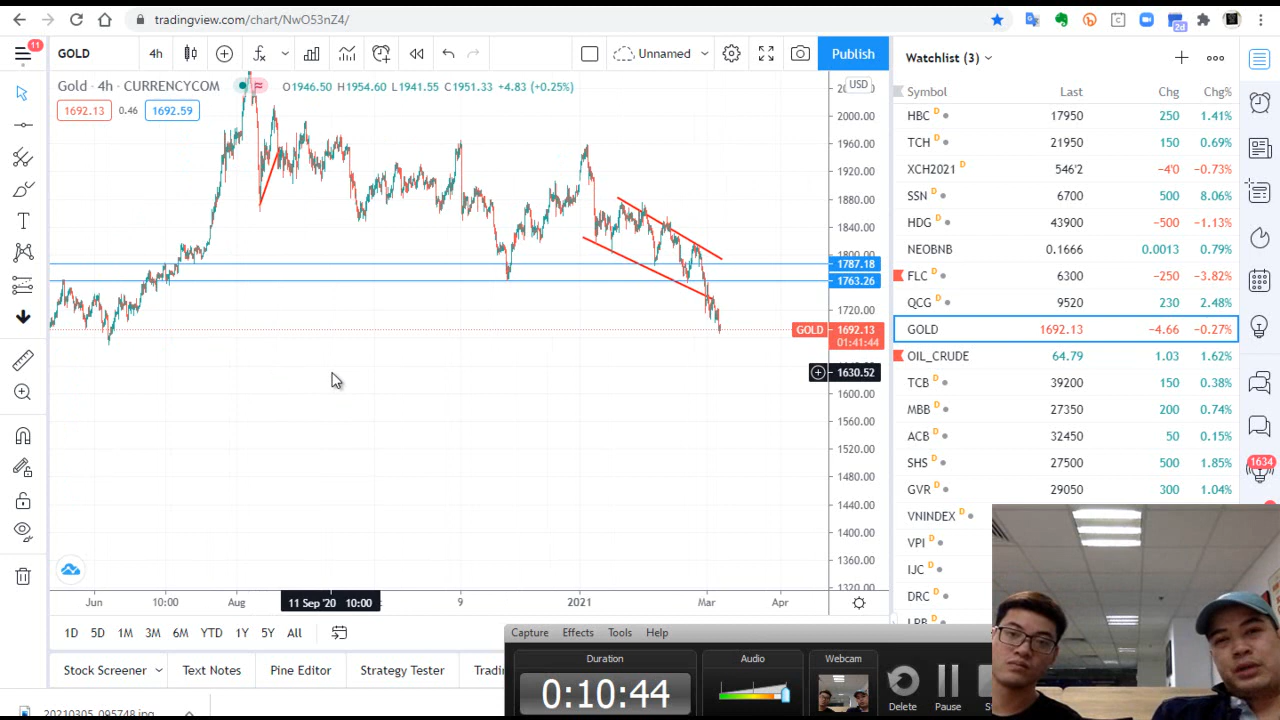 tradingview.com/chart/NwO53nZ4/
2d
11
GOLD 4h Unnamed Publish
Watchlist (3)
Gold · 4h · CURRENCYCOM O1946.50 H1954.60 L1941.55 C1951.33 +4.83 (+0.25%)
USD
1692.13 0.46 1692.59
Symbol Last Chg Chg%
HBC D 17950 250 1.41%
TCH D 21950 150 0.69%
XCH2021 D 546'2 −4'0 −0.73%
SSN D 6700 500 8.06%
HDG D 43900 −500 −1.13%
NEOBNB 0.1666 0.0013 0.79%
FLC D 6300 −250 −3.82%
QCG D 9520 230 2.48%
GOLD 1692.13 −4.66 −0.27%
OIL_CRUDE 64.79 1.03 1.62%
TCB D 39200 150 0.38%
MBB D 27350 200 0.74%
ACB D 32450 50 0.15%
SHS D 27500 500 1.85%
GVR D 29050 300 1.04%
VNINDEX D
VPI D
IJC D
DRC D
2000.00
1960.00
1920.00
1880.00
1840.00
1800.00
1787.18
1763.26
1720.00
GOLD 1692.13
01:41:44
1630.52
1600.00
1560.00
1520.00
1480.00
1440.00
1400.00
1360.00
1320.00
1634
Jun 10:00 Aug 11 Sep '20 10:00 9 2021 Mar Apr
1D 5D 1M 3M 6M YTD 1Y 5Y All
Stock Screener Text Notes Pine Editor Strategy Tester
Capture Effects Tools Help
Duration Audio Webcam
0:10:44
Delete Pause
20210305_095748.jpg